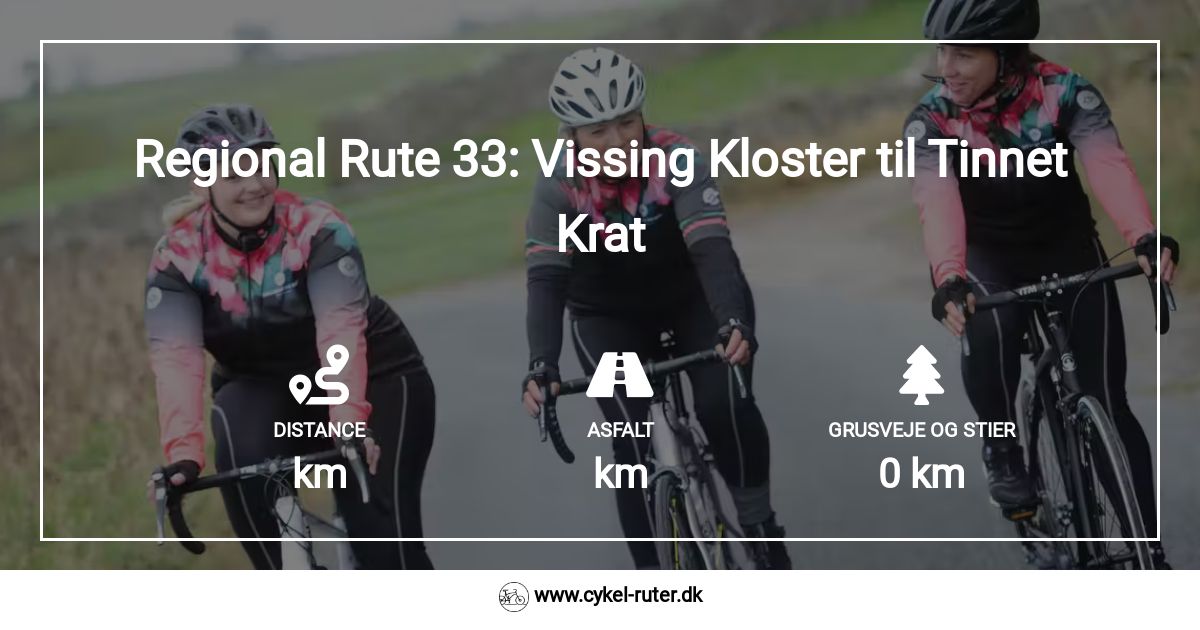 Regional Rute 33: Vissing Kloster til Tinnet
Krat
DISTANCE
km
ASFALT
km
GRUSVEJE OG STIER
0 km
www.cykel-ruter.dk